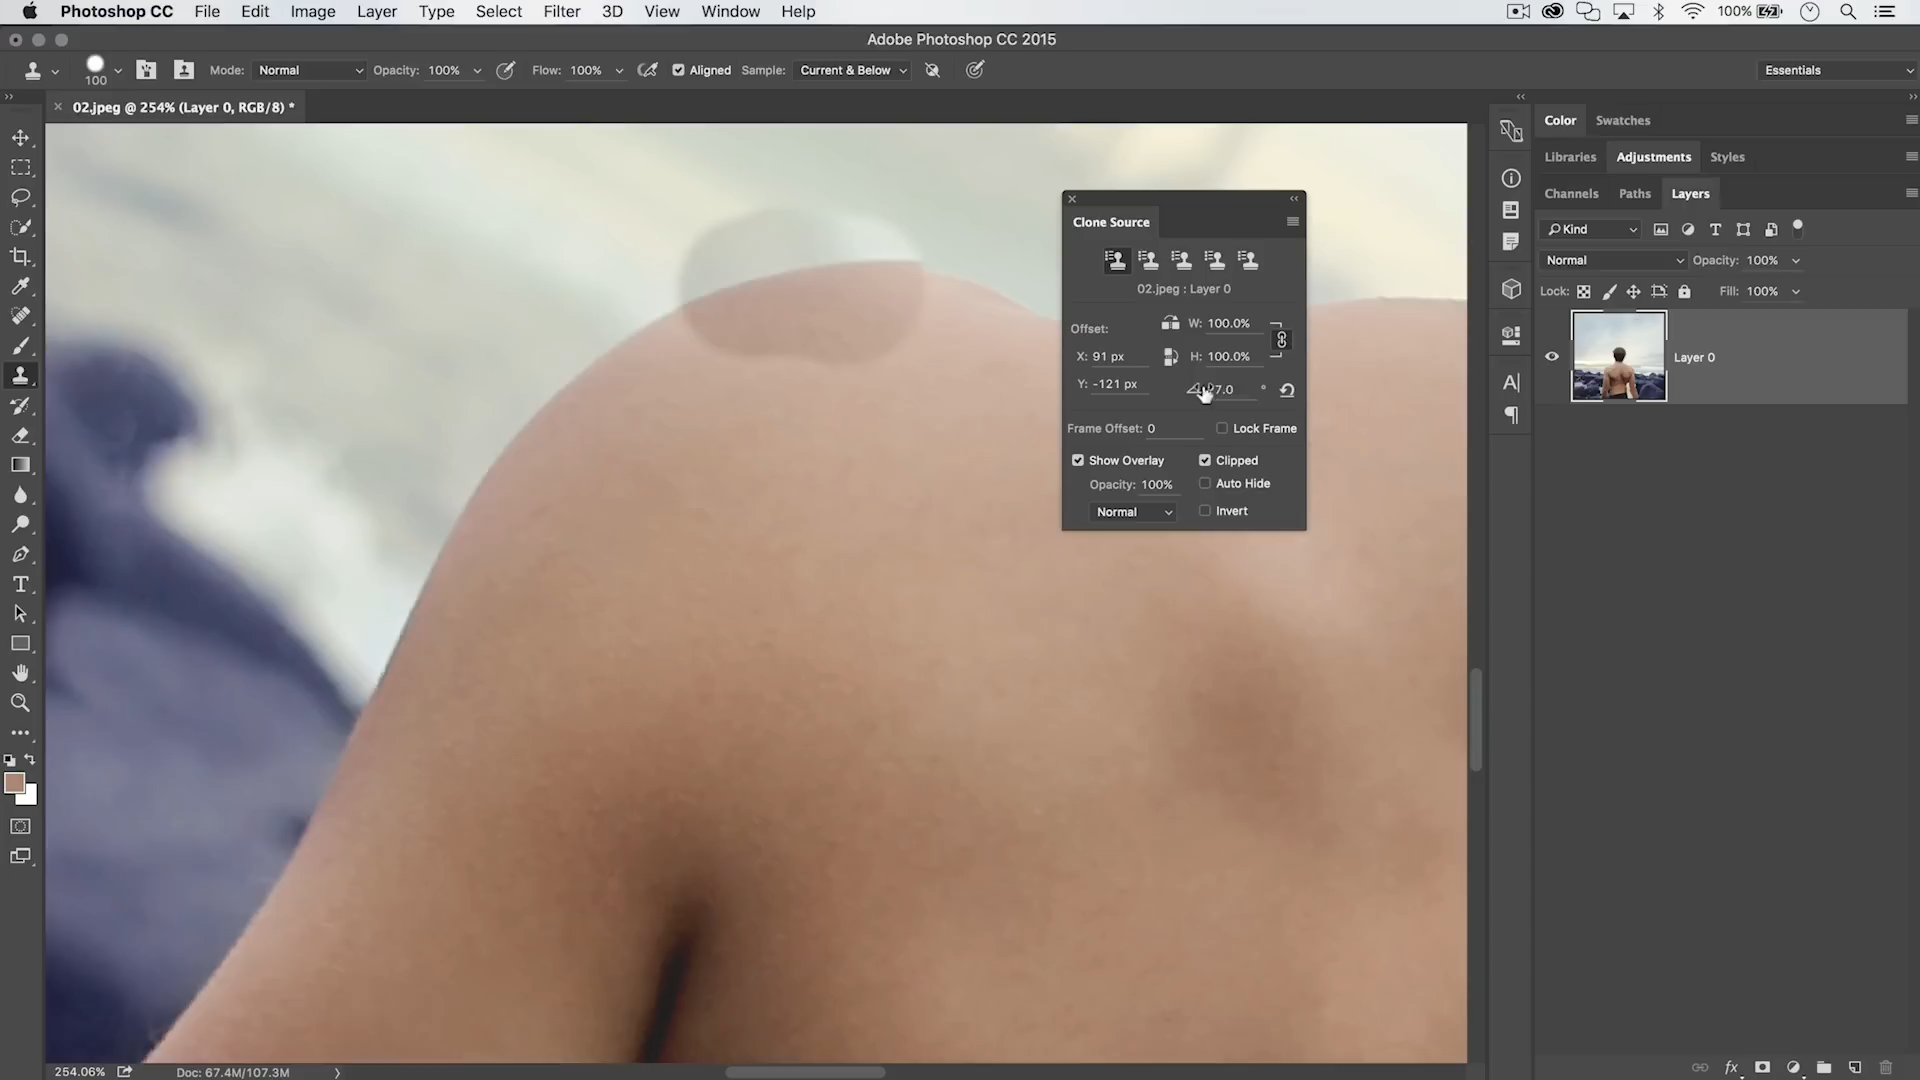 Photoshop CC File Edit Image Layer Type Select Filter 3D View Window Help 100%
Adobe Photoshop CC 2015
100 Mode: Normal Opacity: 100% Flow: 100% Aligned Sample: Current & Below Essentials
02.jpeg @ 254% (Layer 0, RGB/8) *
Color Swatches
Libraries Adjustments Styles
Channels Paths Layers
Kind
Normal Opacity: 100%
Lock: Fill: 100%
Layer 0
Clone Source
02.jpeg : Layer 0
Offset:
W: 100.0%
X: 91 px H: 100.0%
Y: -121 px
Frame Offset: 0 Lock Frame
Show Overlay Clipped
Opacity: 100% Auto Hide
Normal Invert
254.06% Doc: 67.4M/107.3M